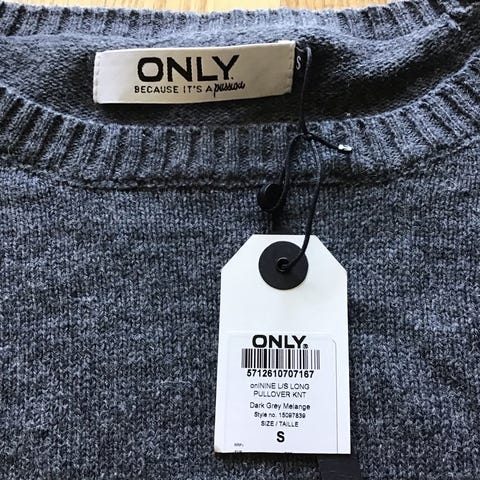 ONLY.
BECAUSE IT'S A passion
S
ONLY
5712610707167
onlNINE L/S LONG
PULLOVER KNT
Dark Grey Melange
Style no. 15097839
SIZE / TAILLE
S